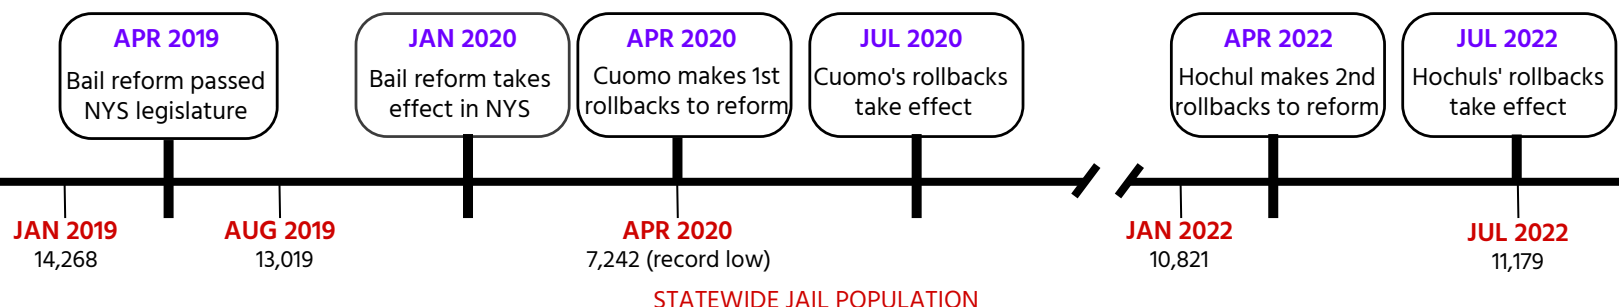 APR 2019
Bail reform passed
NYS legislature
JAN 2020
Bail reform takes
effect in NYS
APR 2020
Cuomo makes 1st
rollbacks to reform
JUL 2020
Cuomo's rollbacks
take effect
APR 2022
Hochul makes 2nd
rollbacks to reform
JUL 2022
Hochuls' rollbacks
take effect
JAN 2019
14,268
AUG 2019
13,019
APR 2020
7,242 (record low)
JAN 2022
10,821
JUL 2022
11,179
STATEWIDE JAIL POPULATION